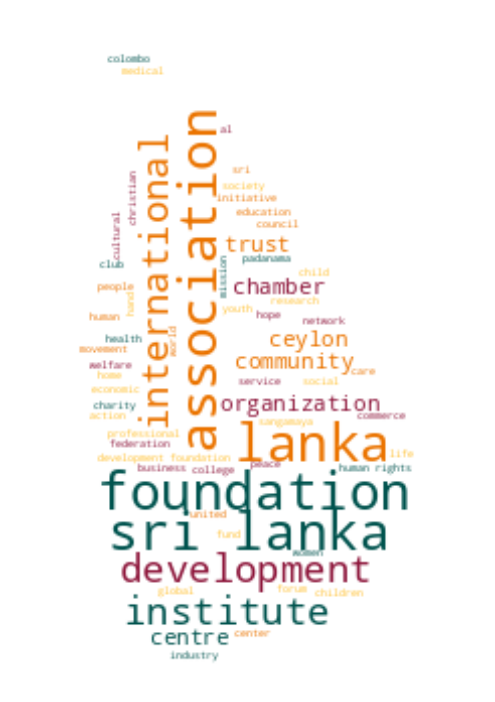 colombo
medical
association
al
international
christian
sri
society
initiative
cultural
education
council
trust
club
mission
padanama
child
people
hand
chamber
research
youth
hope
human
network
world
health
ceylon
movement
community
welfare
care
home
service
social
economic
charity
organization
action
commerce
sangamaya
professional
federation
lanka
development foundation
life
business
college
peace
human rights
foundation
united
sri lanka
fund
women
development
global
forum
children
institute
centre
center
industry